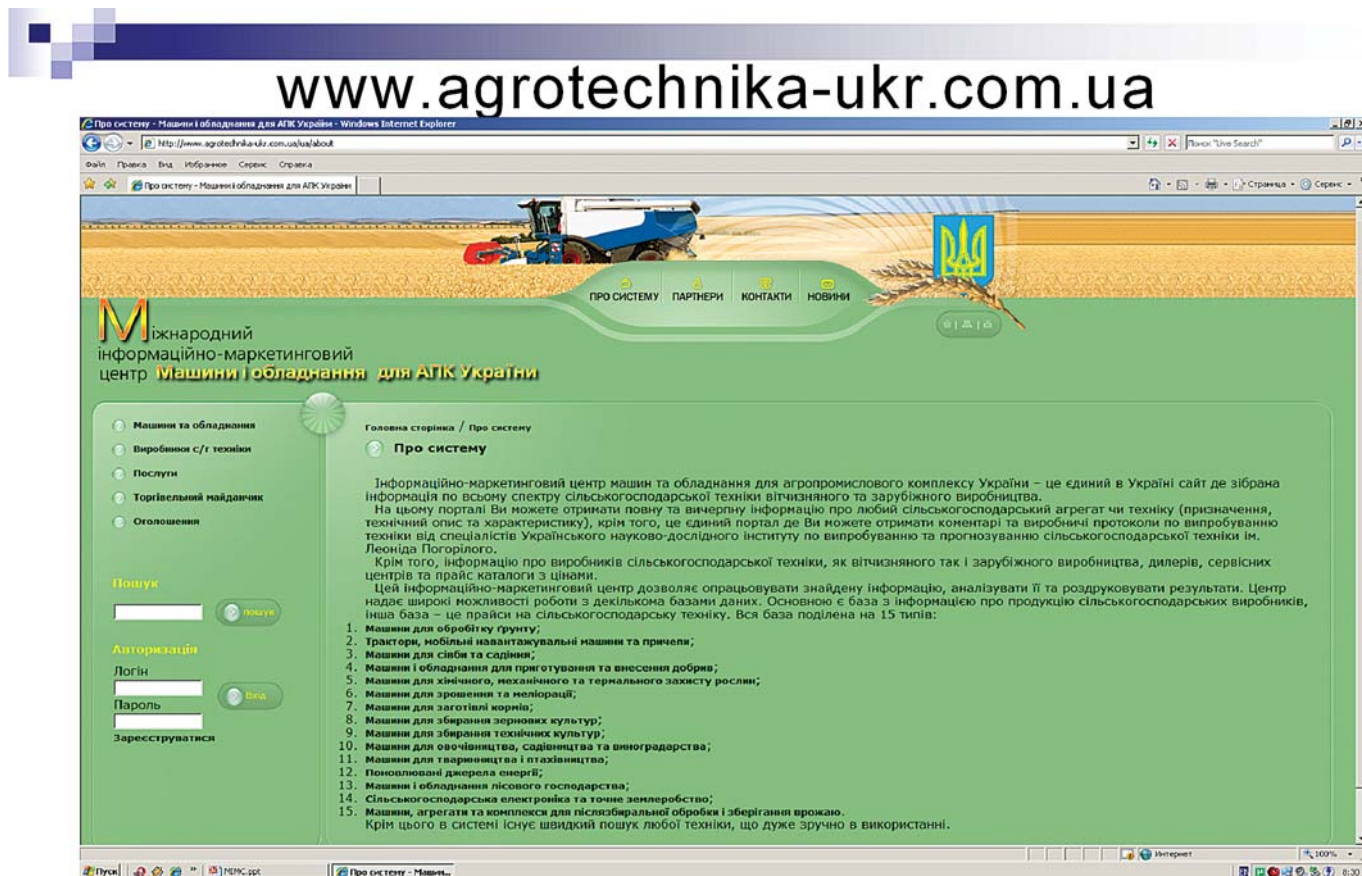 www.agrotechnika-ukr.com.ua
Про систему - Машини і обладнання для АПК України - Windows Internet Explorer
http://www.agrotechnika-ukr.com.ua/ua/about
Поиск "Live Search"
Файл Правка Вид Избранное Сервис Справка
Про систему - Машини і обладнання для АПК України
Страница
Сервис
ПРО СИСТЕМУ ПАРТНЕРИ КОНТАКТИ НОВИНИ
Міжнародний
інформаційно-маркетинговий
центр Машини і обладнання для АПК України
Машини та обладнання
Виробники с/г техніки
Послуги
Торгівельний майданчик
Оголошення
Пошук
пошук
Авторизація
Логін
Вхід
Пароль
Зареєструватися
Головна сторінка / Про систему
Про систему
Інформаційно-маркетинговий центр машин та обладнання для агропромислового комплексу України – це єдиний в Україні сайт де зібрана
інформація по всьому спектру сільськогосподарської техніки вітчизняного та зарубіжного виробництва.
На цьому порталі Ви можете отримати повну та вичерпну інформацію про любий сільськогосподарський агрегат чи техніку (призначення,
технічний опис та характеристику), крім того, це єдиний портал де Ви можете отримати коментарі та виробничі протоколи по випробуванню
техніки від спеціалістів Українського науково-дослідного інституту по випробуванню та прогнозуванню сільськогосподарської техніки ім.
Леоніда Погорілого.
Крім того, інформацію про виробників сільськогосподарської техніки, як вітчизняного так і зарубіжного виробництва, дилерів, сервісних
центрів та прайс каталоги з цінами.
Цей інформаційно-маркетинговий центр дозволяє опрацьовувати знайдену інформацію, аналізувати її та роздруковувати результати. Центр
надає широкі можливості роботи з декількома базами даних. Основною є база з інформацією про продукцію сільськогосподарських виробників,
інша база – це прайси на сільськогосподарську техніку. Вся база поділена на 15 типів:
1. Машини для обробітку ґрунту;
2. Трактори, мобільні навантажувальні машини та причепи;
3. Машини для сівби та садіння;
4. Машини і обладнання для приготування та внесення добрив;
5. Машини для хімічного, механічного та термального захисту рослин;
6. Машини для зрошення та меліорації;
7. Машини для заготівлі кормів;
8. Машини для збирання зернових культур;
9. Машини для збирання технічних культур;
10. Машини для овочівництва, садівництва та виноградарства;
11. Машини для тваринництва і птахівництва;
12. Поновлювані джерела енергії;
13. Машини і обладнання лісового господарства;
14. Сільськогосподарська електроніка та точне землеробство;
15. Машини, агрегати та комплекси для післязбиральної обробки і зберігання врожаю.
Крім цього в системі існує швидкий пошук любої техніки, що дуже зручно в використанні.
Интернет
100%
Пуск
MIMC.ppt
Про систему - Машин...
8:30